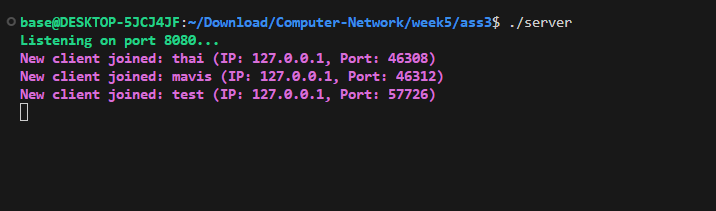 base@DESKTOP-5JCJ4JF:~/Download/Computer-Network/week5/ass3$ ./server
Listening on port 8080...
New client joined: thai (IP: 127.0.0.1, Port: 46308)
New client joined: mavis (IP: 127.0.0.1, Port: 46312)
New client joined: test (IP: 127.0.0.1, Port: 57726)